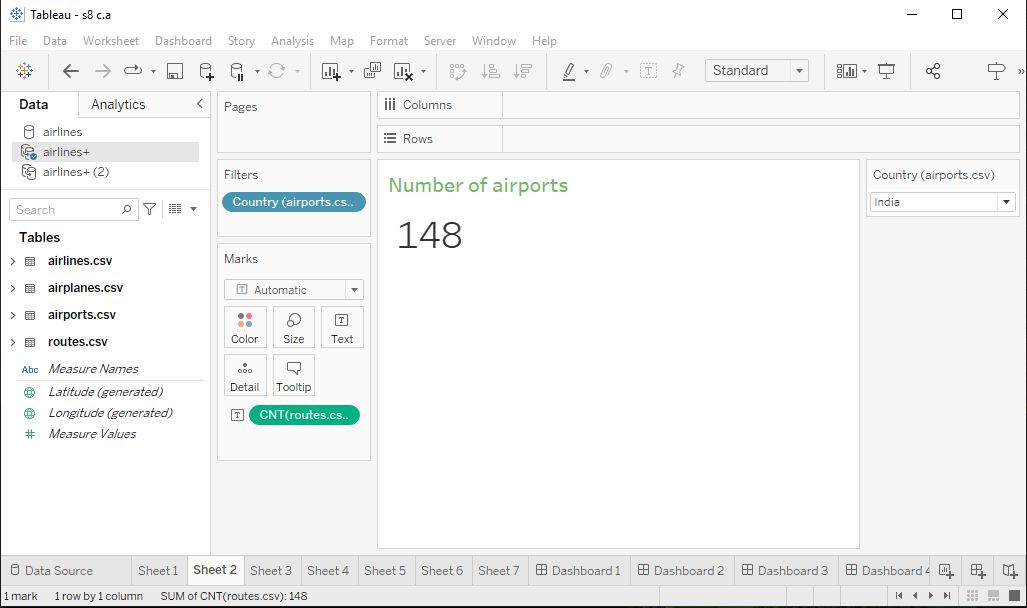 Tableau - s8 c.a
File Data Worksheet Dashboard Story Analysis Map Format Server Window Help
Standard
Data Analytics
airlines
airlines+
airlines+ (2)
Search
Tables
airlines.csv
airplanes.csv
airports.csv
routes.csv
Abc Measure Names
Latitude (generated)
Longitude (generated)
Measure Values
Pages
Filters
Country (airports.cs..
Marks
Automatic
Color Size Text
Detail Tooltip
CNT(routes.cs..
Columns
Rows
Number of airports
148
Country (airports.csv)
India
Data Source Sheet 1 Sheet 2 Sheet 3 Sheet 4 Sheet 5 Sheet 6 Sheet 7 Dashboard 1 Dashboard 2 Dashboard 3 Dashboard 4
1 mark 1 row by 1 column SUM of CNT(routes.csv): 148